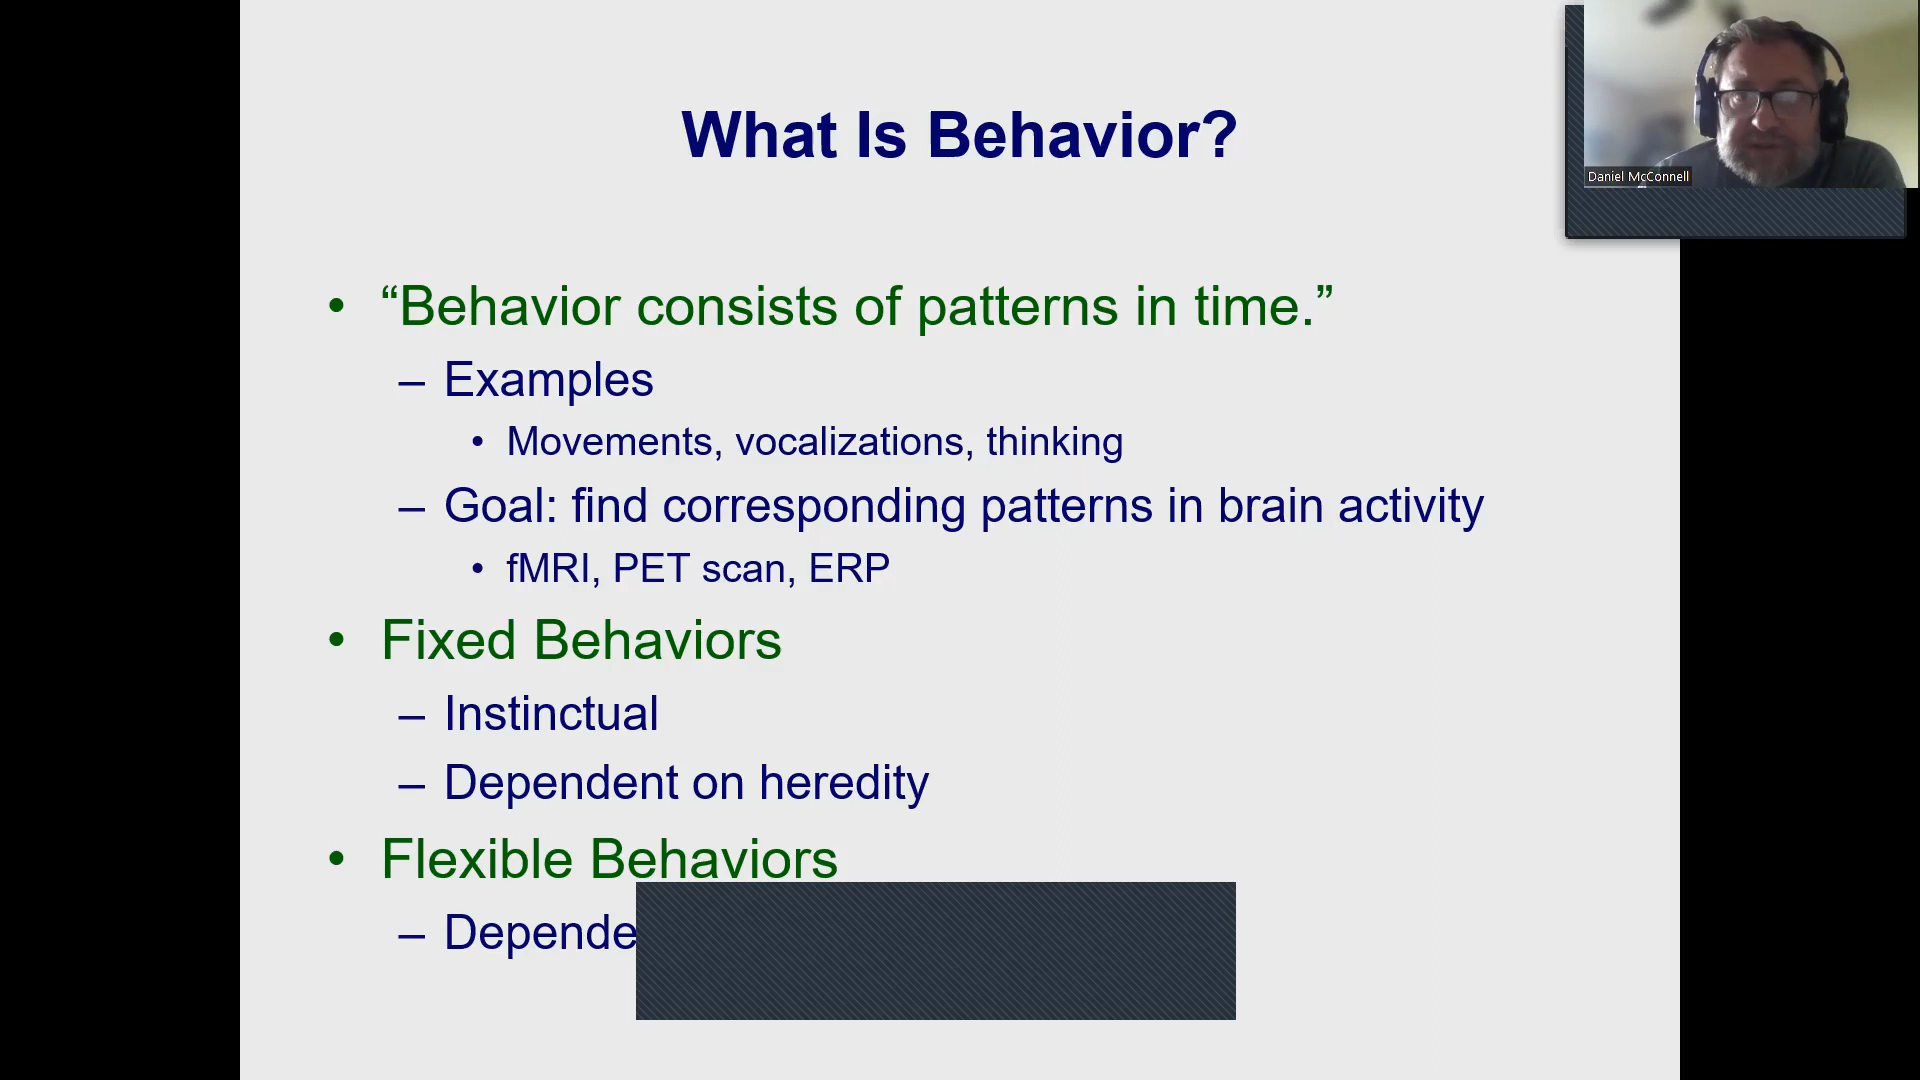 What Is Behavior?
Daniel McConnell
• “Behavior consists of patterns in time.”
– Examples
• Movements, vocalizations, thinking
– Goal: find corresponding patterns in brain activity
• fMRI, PET scan, ERP
• Fixed Behaviors
– Instinctual
– Dependent on heredity
• Flexible Behaviors
– Depende